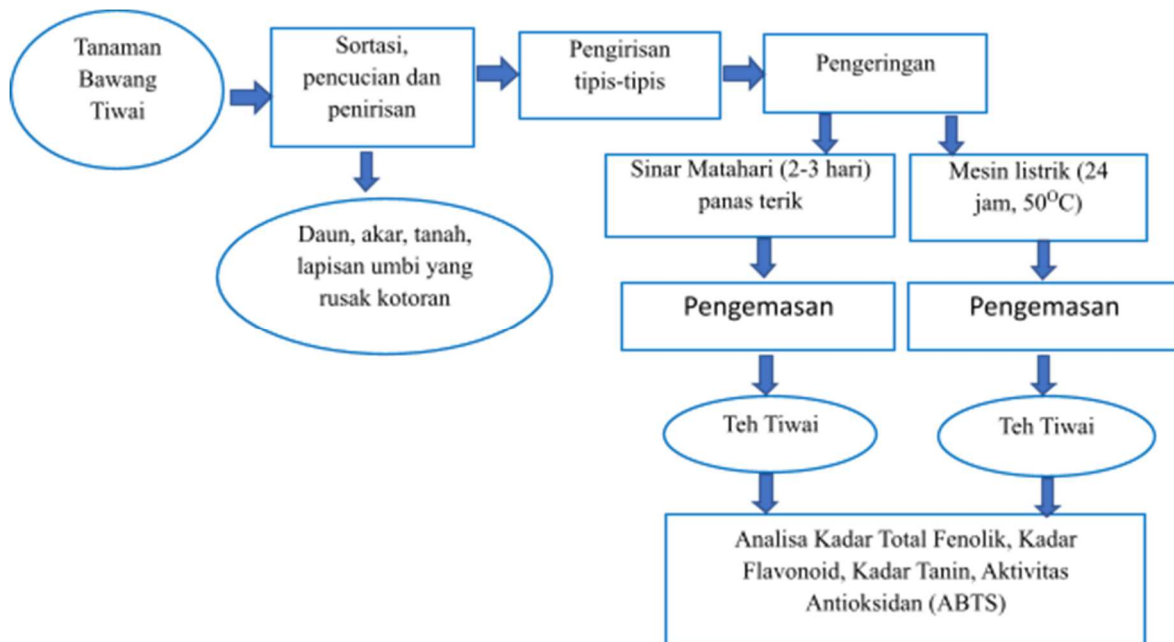 Tanaman
Bawang
Tiwai
Sortasi,
pencucian dan
penirisan
Pengirisan
tipis-tipis
Pengeringan
Daun, akar, tanah,
lapisan umbi yang
rusak kotoran
Sinar Matahari (2-3 hari)
panas terik
Mesin listrik (24
jam, 50⁰C)
Pengemasan
Pengemasan
Teh Tiwai
Teh Tiwai
Analisa Kadar Total Fenolik, Kadar
Flavonoid, Kadar Tanin, Aktivitas
Antioksidan (ABTS)